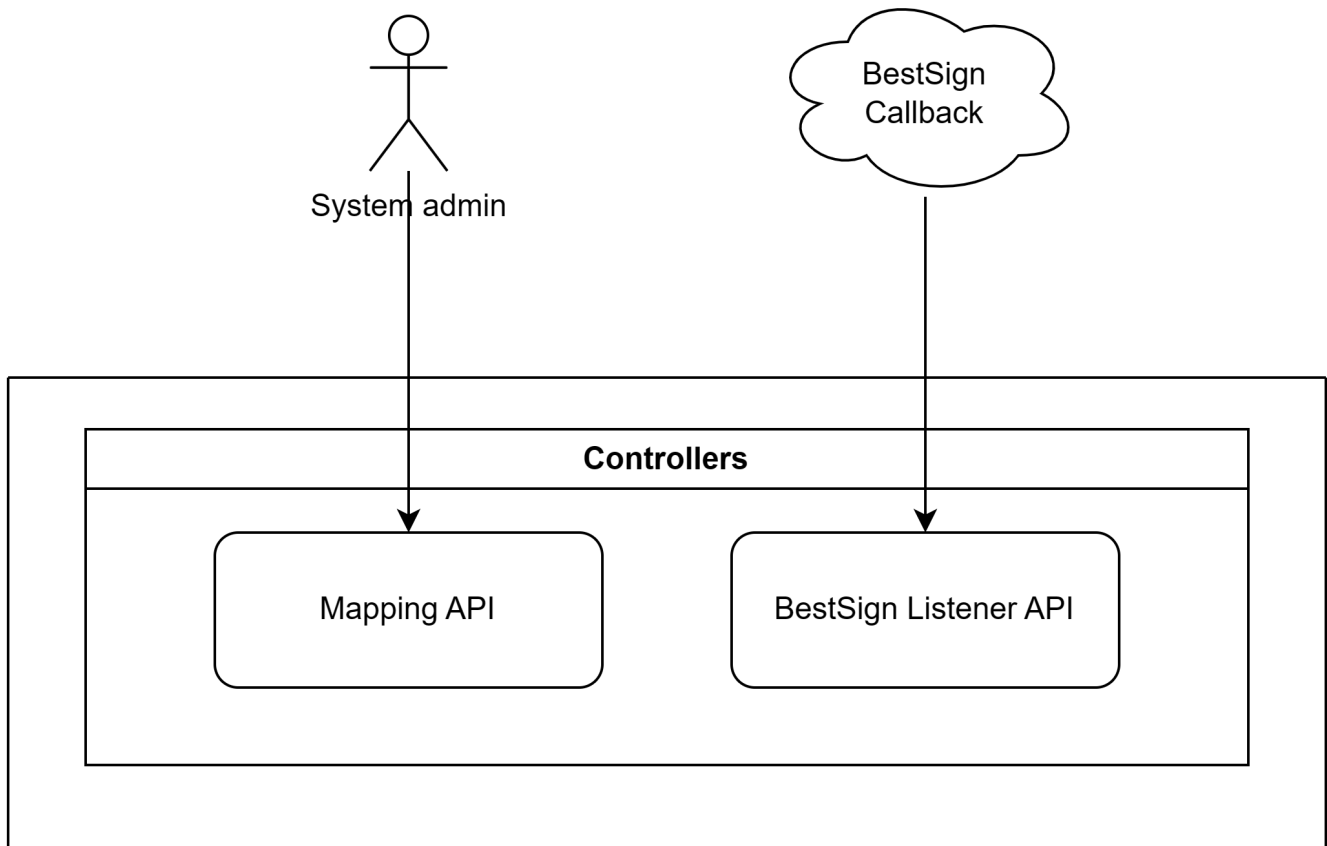 BestSign
Callback
System admin
Controllers
Mapping API
BestSign Listener API